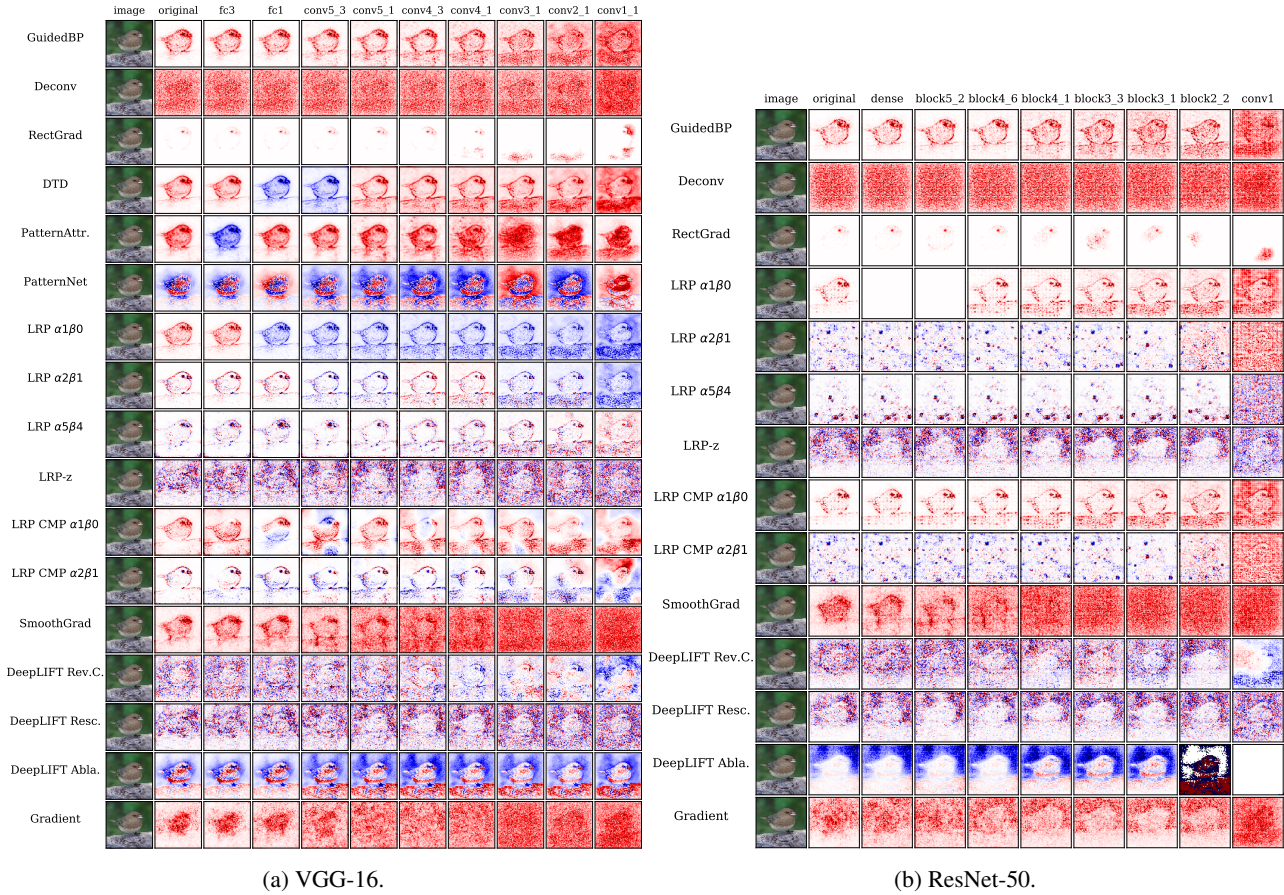 image original fc3 fc1 conv5_3 conv5_1 conv4_3 conv4_1 conv3_1 conv2_1 conv1_1
GuidedBP
Deconv
RectGrad
DTD
PatternAttr.
PatternNet
LRP α1β0
LRP α2β1
LRP α5β4
LRP-z
LRP CMP α1β0
LRP CMP α2β1
SmoothGrad
DeepLIFT Rev.C.
DeepLIFT Resc.
DeepLIFT Abla.
Gradient
(a) VGG-16.
image original dense block5_2 block4_6 block4_1 block3_3 block3_1 block2_2 conv1
GuidedBP
Deconv
RectGrad
LRP α1β0
LRP α2β1
LRP α5β4
LRP-z
LRP CMP α1β0
LRP CMP α2β1
SmoothGrad
DeepLIFT Rev.C.
DeepLIFT Resc.
DeepLIFT Abla.
Gradient
(b) ResNet-50.